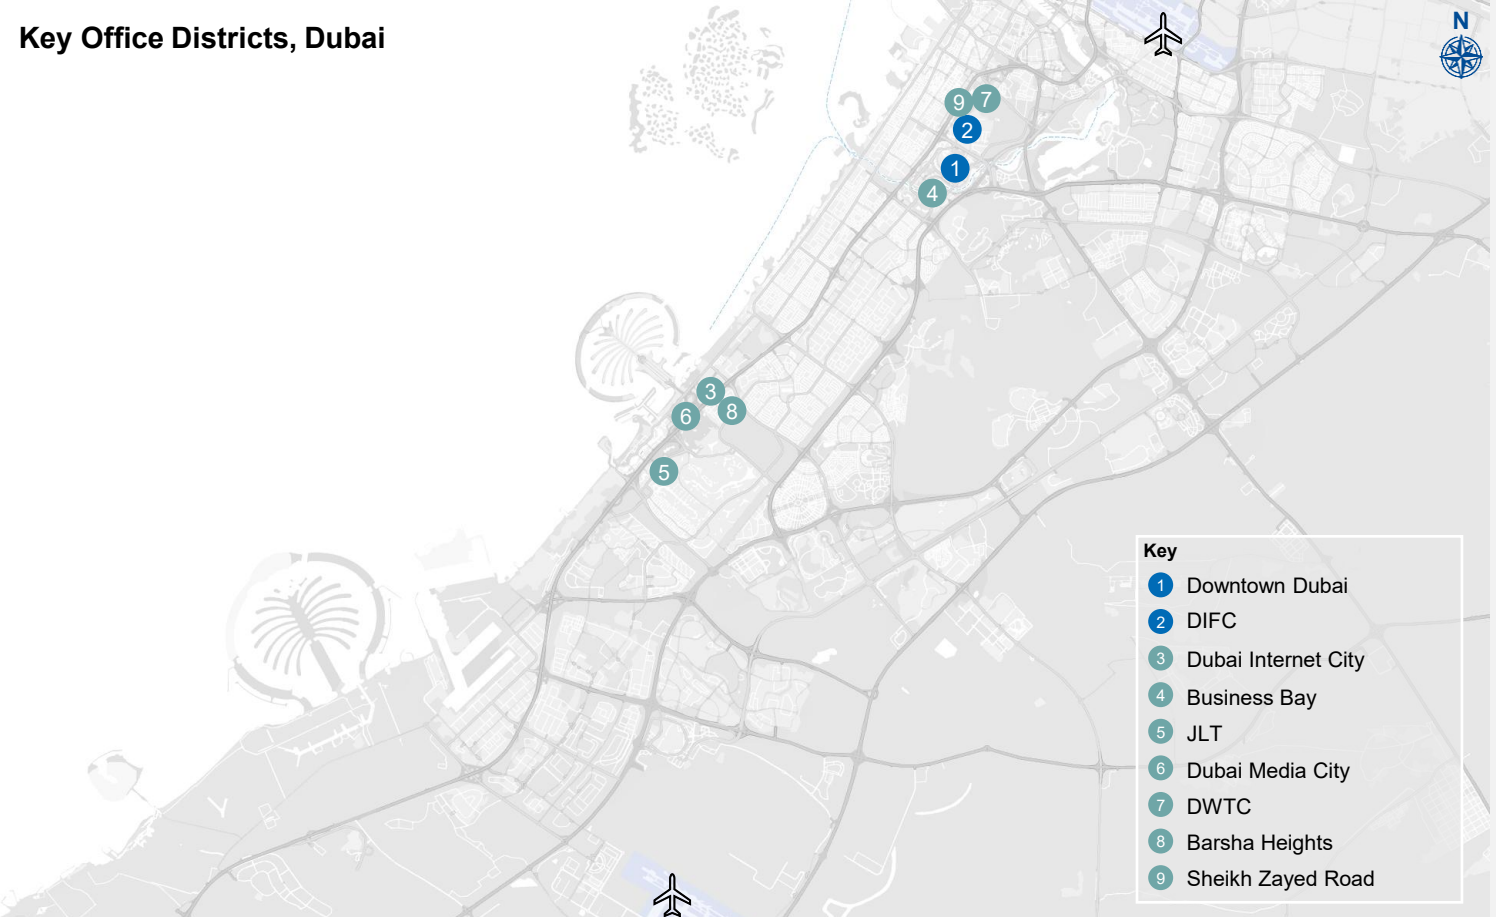 Key Office Districts, Dubai
N
9 7
2
1
4
3
8
6
5
Key
1 Downtown Dubai
2 DIFC
3 Dubai Internet City
4 Business Bay
5 JLT
6 Dubai Media City
7 DWTC
8 Barsha Heights
9 Sheikh Zayed Road